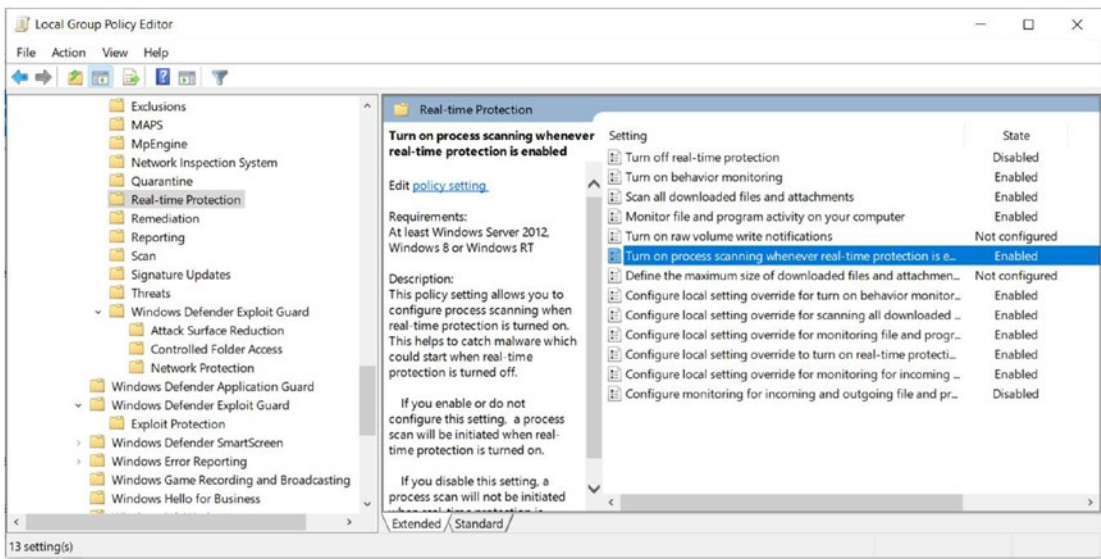 Local Group Policy Editor
File Action View Help
Exclusions
MAPS
MpEngine
Network Inspection System
Quarantine
Real-time Protection
Remediation
Reporting
Scan
Signature Updates
Threats
Windows Defender Exploit Guard
Attack Surface Reduction
Controlled Folder Access
Network Protection
Windows Defender Application Guard
Windows Defender Exploit Guard
Exploit Protection
Windows Defender SmartScreen
Windows Error Reporting
Windows Game Recording and Broadcasting
Windows Hello for Business
Real-time Protection
Turn on process scanning whenever
real-time protection is enabled
Edit policy setting
Requirements:
At least Windows Server 2012,
Windows 8 or Windows RT
Description:
This policy setting allows you to
configure process scanning when
real-time protection is turned on.
This helps to catch malware which
could start when real-time
protection is turned off.
If you enable or do not
configure this setting, a process
scan will be initiated when real-
time protection is turned on.
If you disable this setting, a
process scan will not be initiated
when real-time protection is
Setting State
Turn off real-time protection Disabled
Turn on behavior monitoring Enabled
Scan all downloaded files and attachments Enabled
Monitor file and program activity on your computer Enabled
Turn on raw volume write notifications Not configured
Turn on process scanning whenever real-time protection is e... Enabled
Define the maximum size of downloaded files and attachmen... Not configured
Configure local setting override for turn on behavior monitor... Enabled
Configure local setting override for scanning all downloaded ... Enabled
Configure local setting override for monitoring file and progr... Enabled
Configure local setting override to turn on real-time protecti... Enabled
Configure local setting override for monitoring for incoming ... Enabled
Configure monitoring for incoming and outgoing file and pr... Disabled
Extended Standard
13 setting(s)